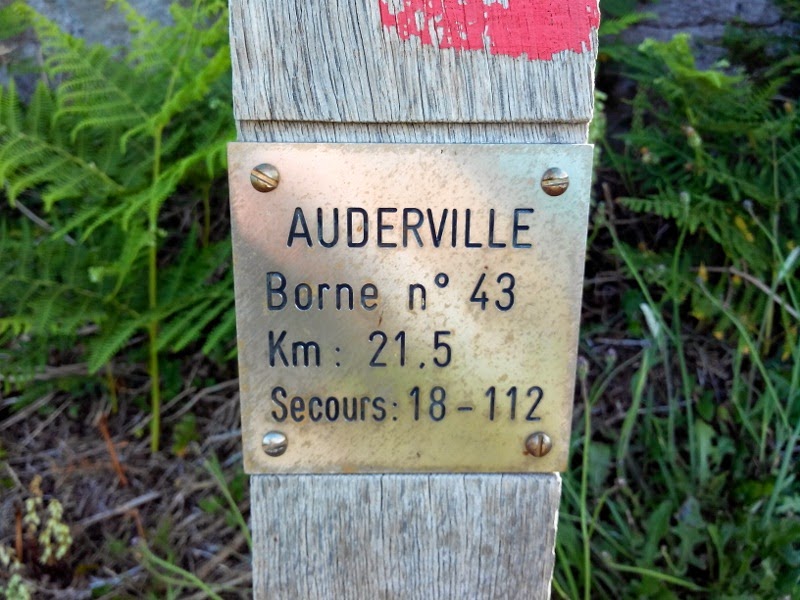 AUDERVILLE
Borne n° 43
Km: 21.5
Secours: 18-112